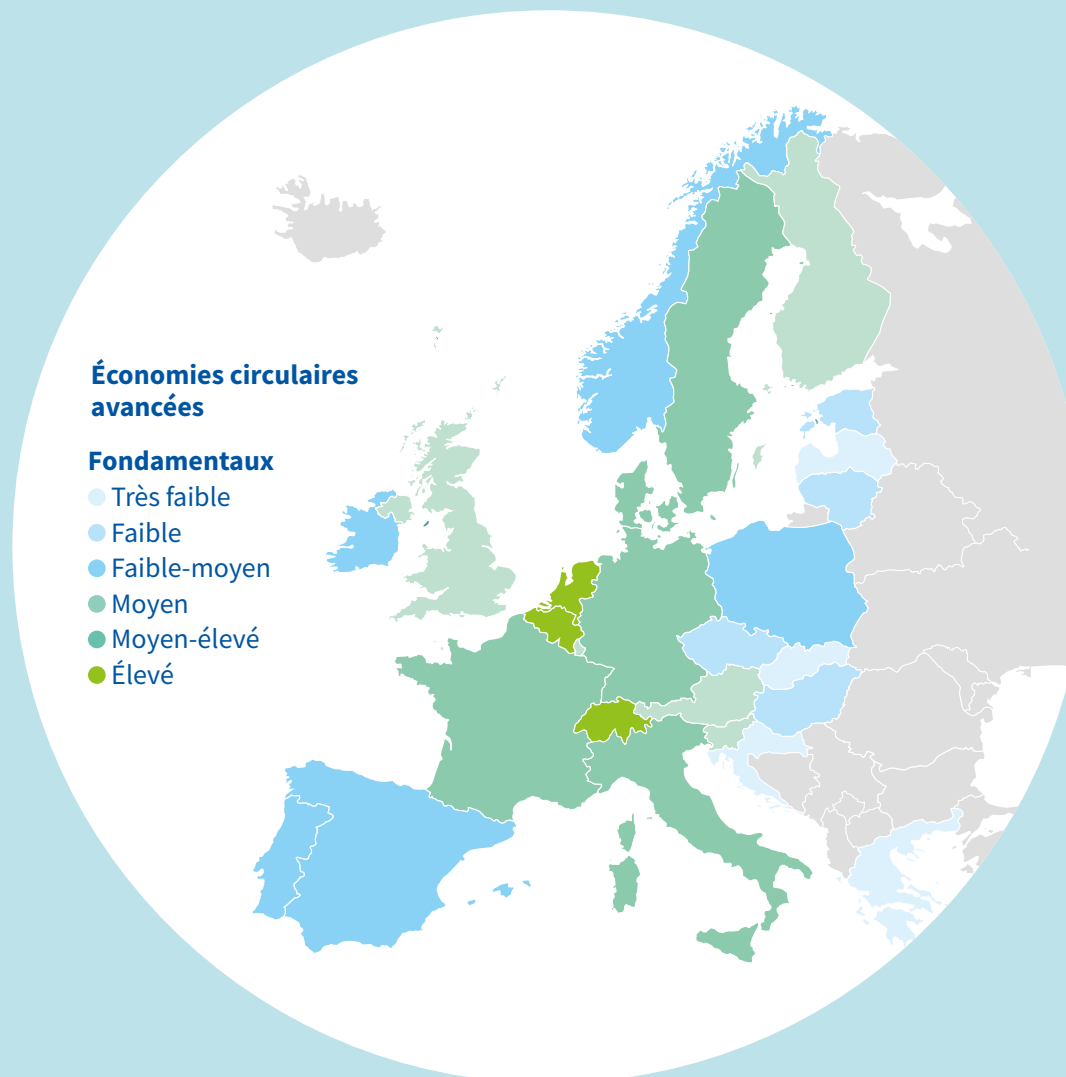 Économies circulaires
avancées
Fondamentaux
Très faible
Faible
Faible-moyen
Moyen
Moyen-élevé
Élevé